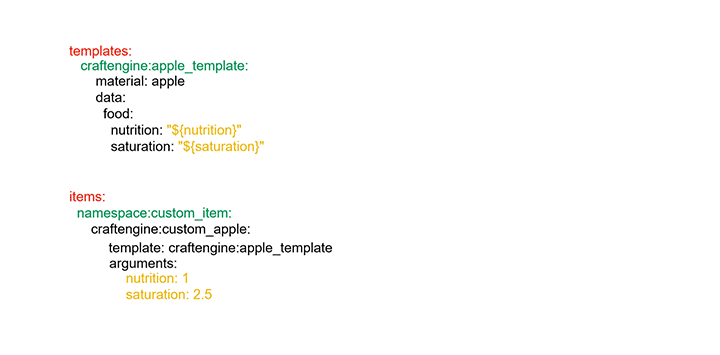 templates:
craftengine:apple_template:
material: apple
data:
food:
nutrition: "${nutrition}"
saturation: "${saturation}"
items:
namespace:custom_item:
craftengine:custom_apple:
template: craftengine:apple_template
arguments:
nutrition: 1
saturation: 2.5